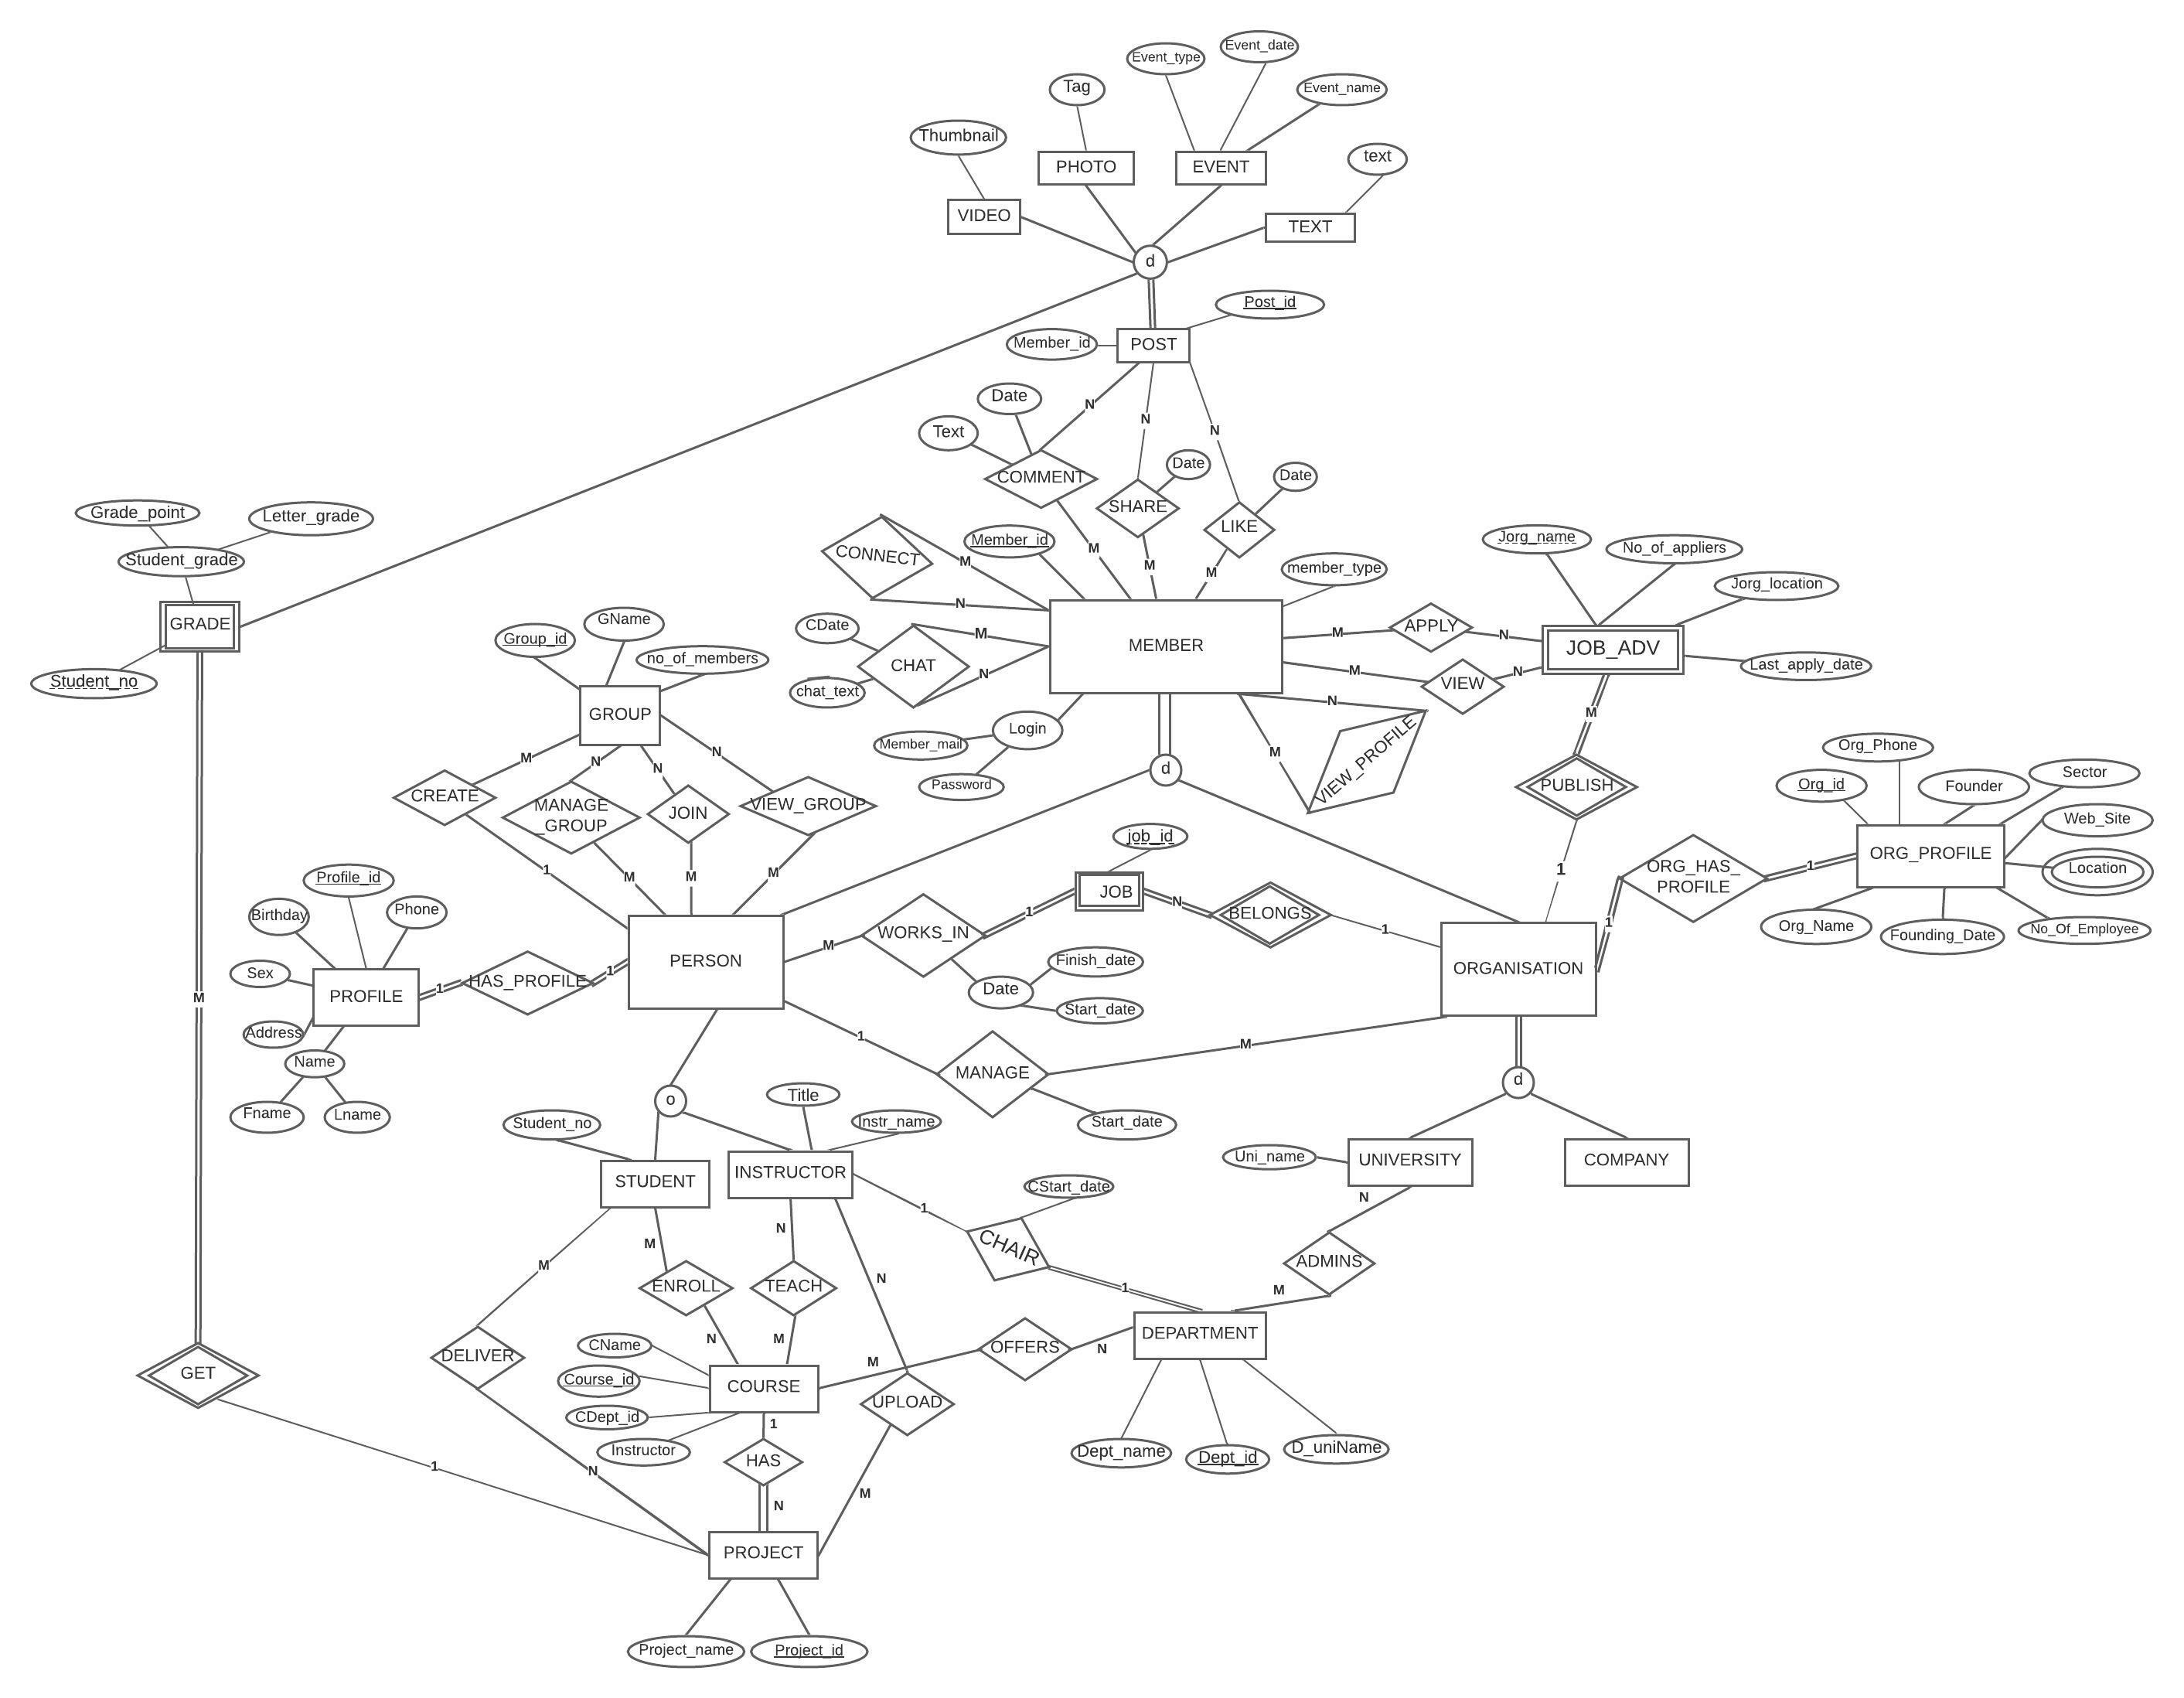 Event_date
Event_type
Tag
Event_name
Thumbnail
text
PHOTO
EVENT
VIDEO
TEXT
d
Post_id
Member_id
POST
Date
N
N
N
Text
Date
Date
COMMENT
SHARE
LIKE
Grade_point
Letter_grade
Student_grade
GRADE
Student_no
CONNECT
Member_id
M
M
M
M
N
member_type
Jorg_name
No_of_appliers
Jorg_location
Last_apply_date
CDate
CHAT
chat_text
M
N
MEMBER
M
APPLY
N
JOB_ADV
M
VIEW
N
Group_id
GName
no_of_members
GROUP
Login
Member_mail
Password
N
M
VIEW_PROFILE
d
M
PUBLISH
1
Org_Phone
Org_id
Founder
Sector
Web_Site
Location
ORG_PROFILE
Org_Name
Founding_Date
No_Of_Employee
ORG_HAS_
PROFILE
1
1
M
N
N
N
CREATE
MANAGE
_GROUP
JOIN
VIEW_GROUP
1
M
M
M
job_id
JOB
1
N
BELONGS
1
WORKS_IN
M
Profile_id
Birthday
Phone
Sex
PROFILE
1
HAS_PROFILE
1
PERSON
Address
Name
Fname
Lname
Finish_date
Date
Start_date
ORGANISATION
M
1
M
MANAGE
Start_date
d
o
Title
Instr_name
Student_no
STUDENT
INSTRUCTOR
Uni_name
UNIVERSITY
COMPANY
CStart_date
1
CHAIR
1
N
ADMINS
M
M
M
N
N
ENROLL
TEACH
DELIVER
N
M
CName
Course_id
CDept_id
Instructor
COURSE
M
OFFERS
N
DEPARTMENT
GET
UPLOAD
1
HAS
N
M
Dept_name
Dept_id
D_uniName
1
N
PROJECT
Project_name
Project_id